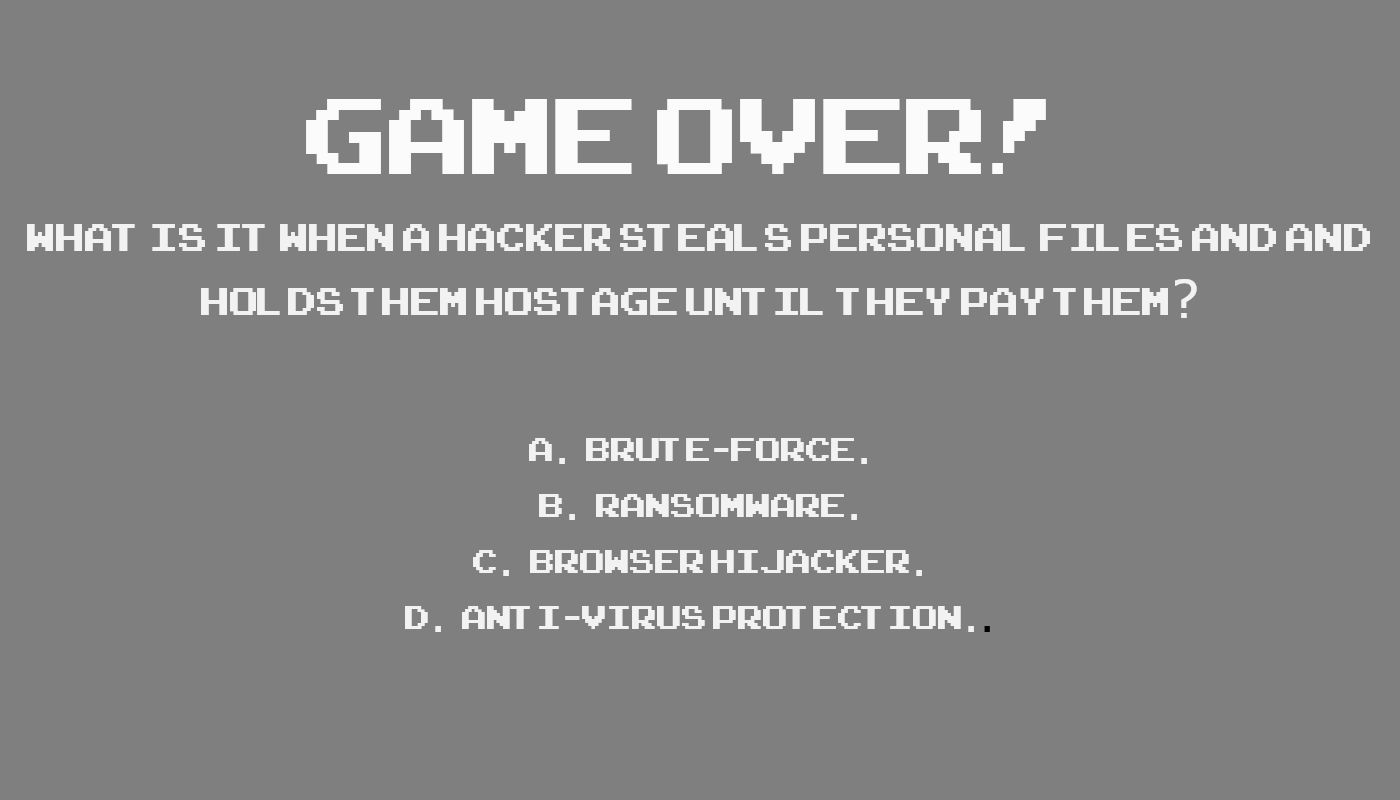 GAME OVER!
WHAT IS IT WHEN A HACKER STEALS PERSONAL FILES AND AND
HOLDS THEM HOSTAGE UNTIL THEY PAY THEM?
A. BRUTE-FORCE.
B. RANSOMWARE.
C. BROWSER HIJACKER.
D. ANTI-VIRUS PROTECTION..